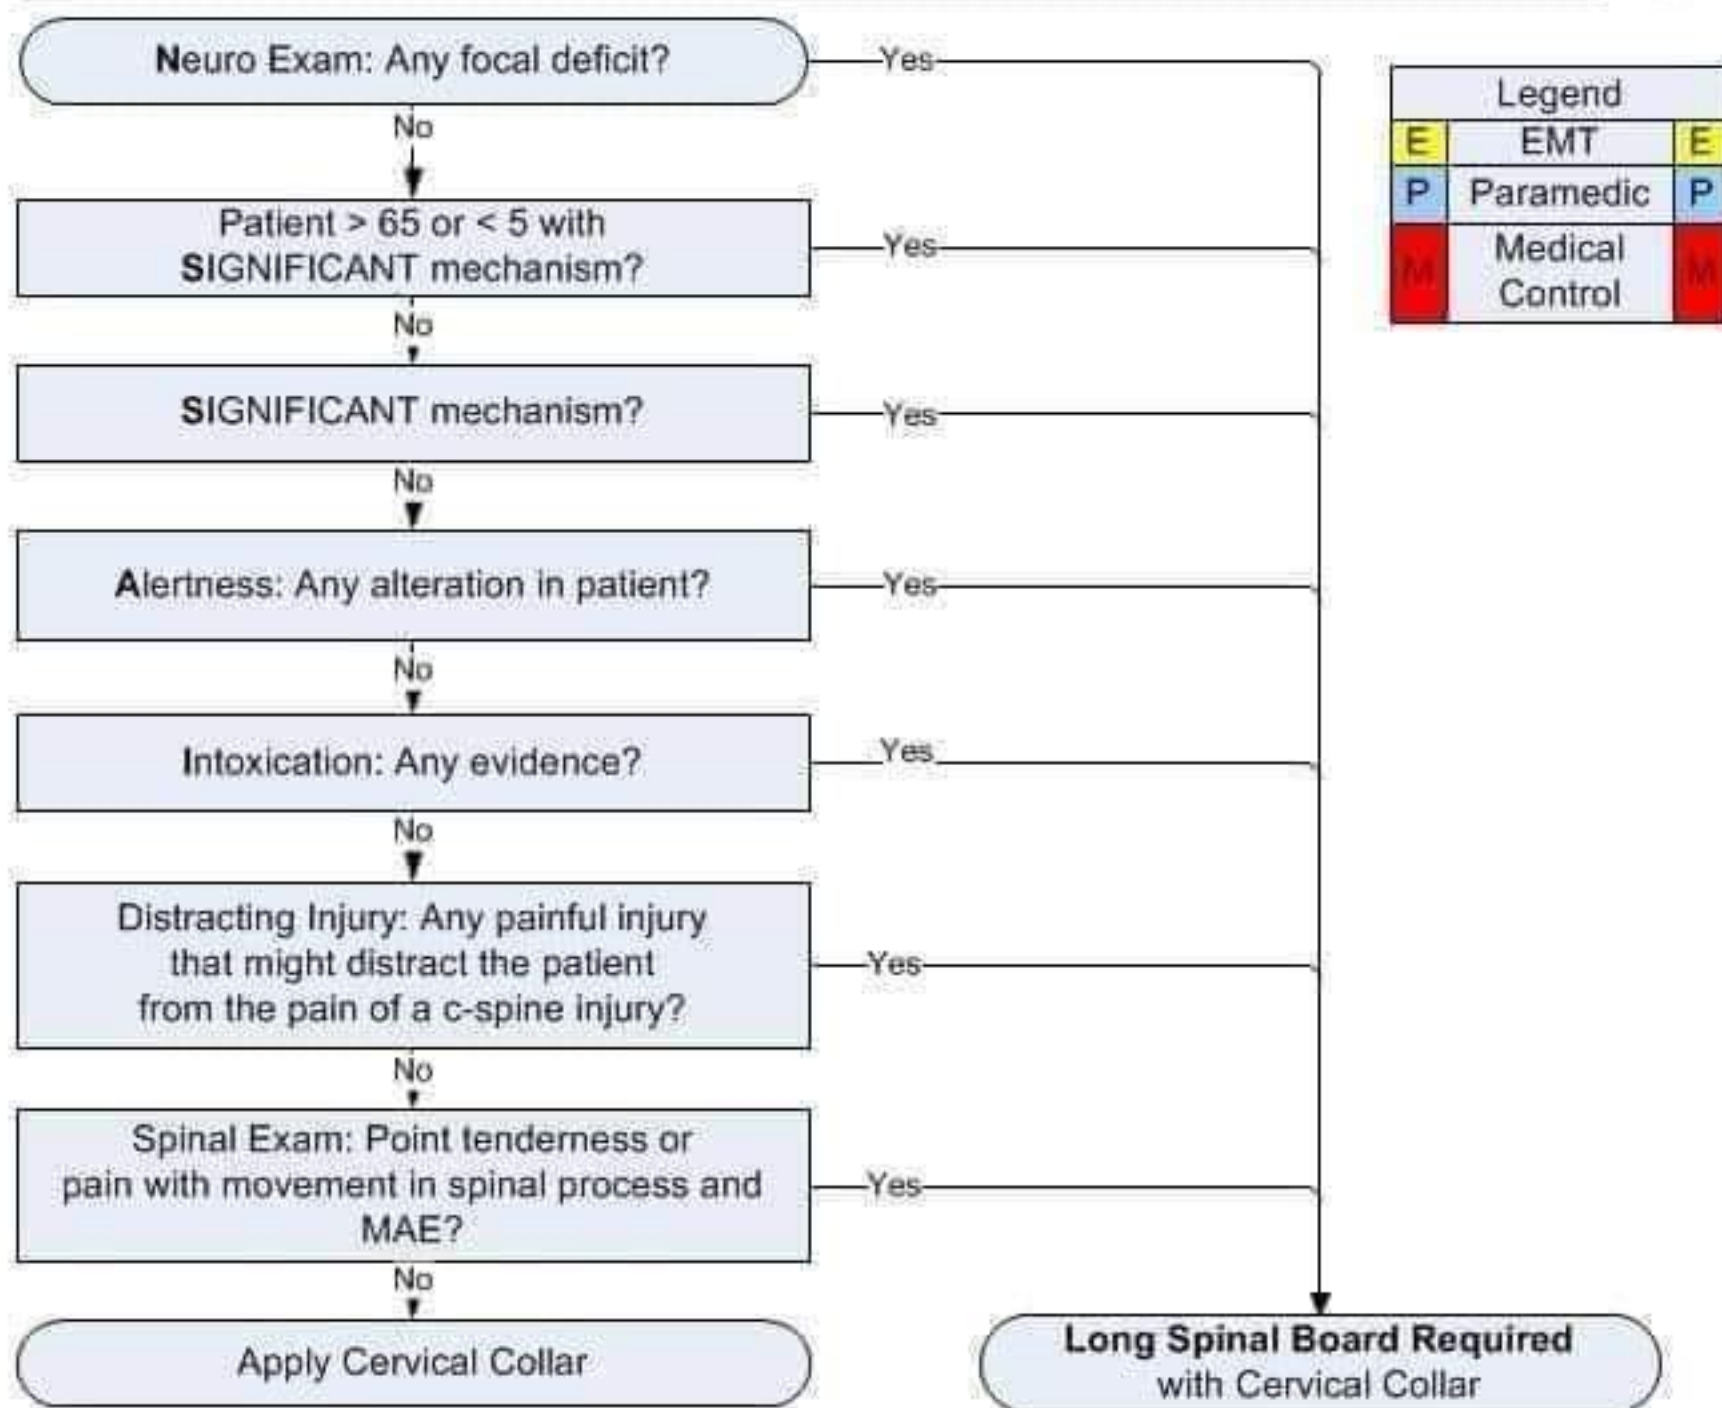 Neuro Exam: Any focal deficit?
Yes
No
Patient > 65 or < 5 with
SIGNIFICANT mechanism?
Yes
No
SIGNIFICANT mechanism?
Yes
No
Alertness: Any alteration in patient?
Yes
No
Intoxication: Any evidence?
Yes
No
Distracting Injury: Any painful injury
that might distract the patient
from the pain of a c-spine injury?
Yes
No
Spinal Exam: Point tenderness or
pain with movement in spinal process and
MAE?
Yes
No
Apply Cervical Collar
Long Spinal Board Required
with Cervical Collar
Legend
E EMT E
P Paramedic P
M Medical M
Control